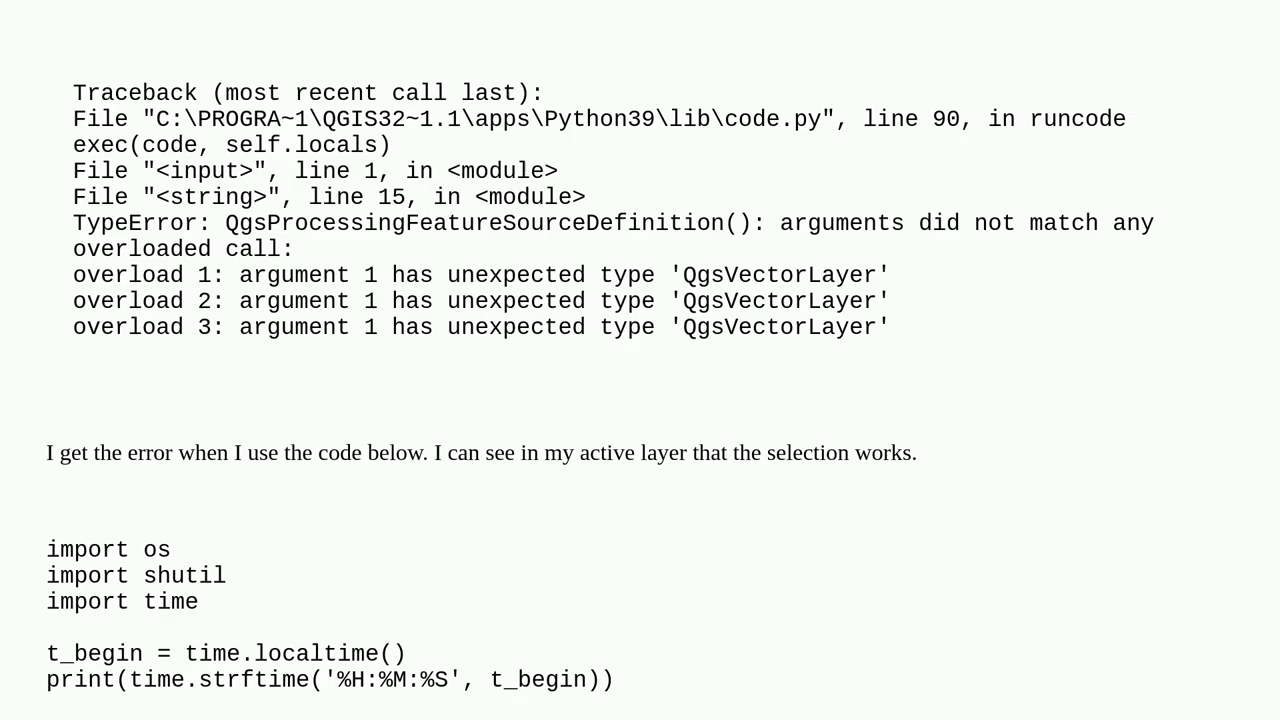 Traceback (most recent call last):
File "C:\PROGRA~1\QGIS32~1.1\apps\Python39\lib\code.py", line 90, in runcode
exec(code, self.locals)
File "<input>", line 1, in <module>
File "<string>", line 15, in <module>
TypeError: QgsProcessingFeatureSourceDefinition(): arguments did not match any
overloaded call:
overload 1: argument 1 has unexpected type 'QgsVectorLayer'
overload 2: argument 1 has unexpected type 'QgsVectorLayer'
overload 3: argument 1 has unexpected type 'QgsVectorLayer'
I get the error when I use the code below. I can see in my active layer that the selection works.
import os
import shutil
import time
t_begin = time.localtime()
print(time.strftime('%H:%M:%S', t_begin))